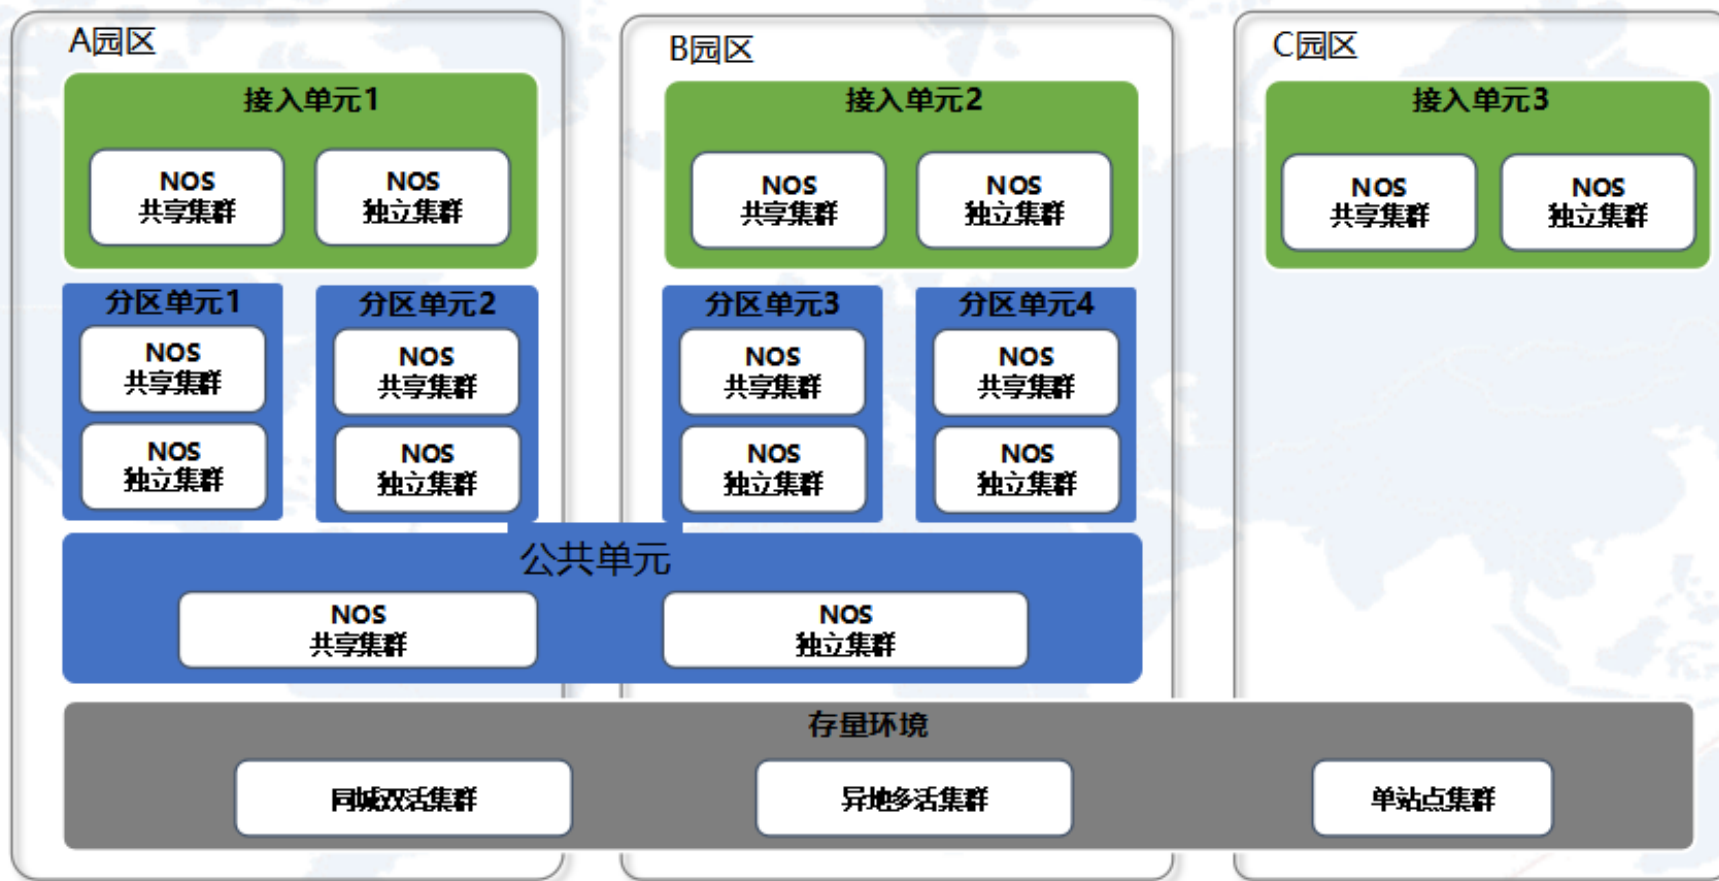 A园区
接入单元1
NOS
共享集群
NOS
独立集群
分区单元1
NOS
共享集群
NOS
独立集群
分区单元2
NOS
共享集群
NOS
独立集群
B园区
接入单元2
NOS
共享集群
NOS
独立集群
分区单元3
NOS
共享集群
NOS
独立集群
分区单元4
NOS
共享集群
NOS
独立集群
C园区
接入单元3
NOS
共享集群
NOS
独立集群
公共单元
NOS
共享集群
NOS
独立集群
存量环境
同城双活集群
异地多活集群
单站点集群